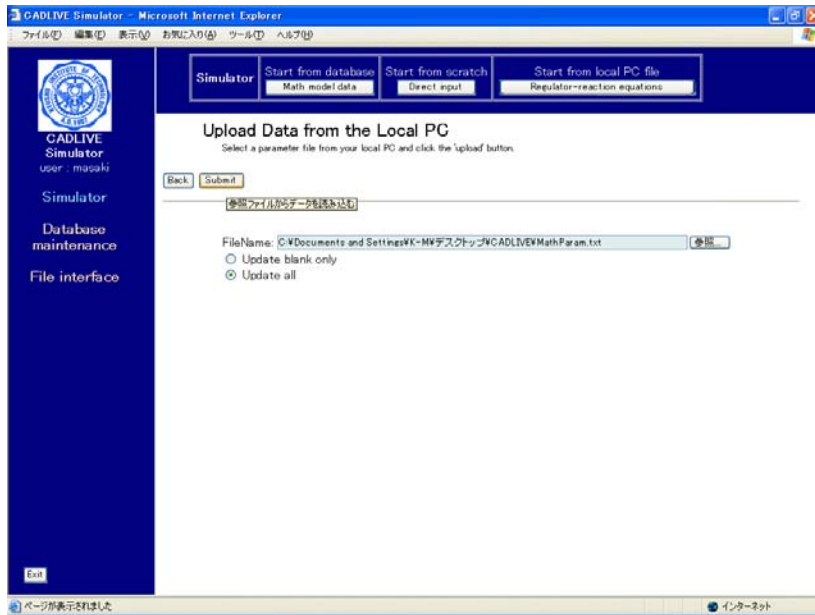 CADLIVE Simulator - Microsoft Internet Explorer
ファイル(F) 編集(E) 表示(V) お気に入り(A) ツール(T) ヘルプ(H)
Simulator
Start from database
Math model data
Start from scratch
Direct input
Start from local PC file
Regulator-reaction equations
CADLIVE
Simulator
user : masaki
Simulator
Database
maintenance
File interface
Exit
Upload Data from the Local PC
Select a parameter file from your local PC and click the 'upload' button.
Back Submit
参照ファイルからデータを読み込む
FileName: C:¥Documents and Settings¥K-M¥デスクトップ¥CADLIVE¥MathParam.txt 参照...
Update blank only
Update all
ページが表示されました インターネット